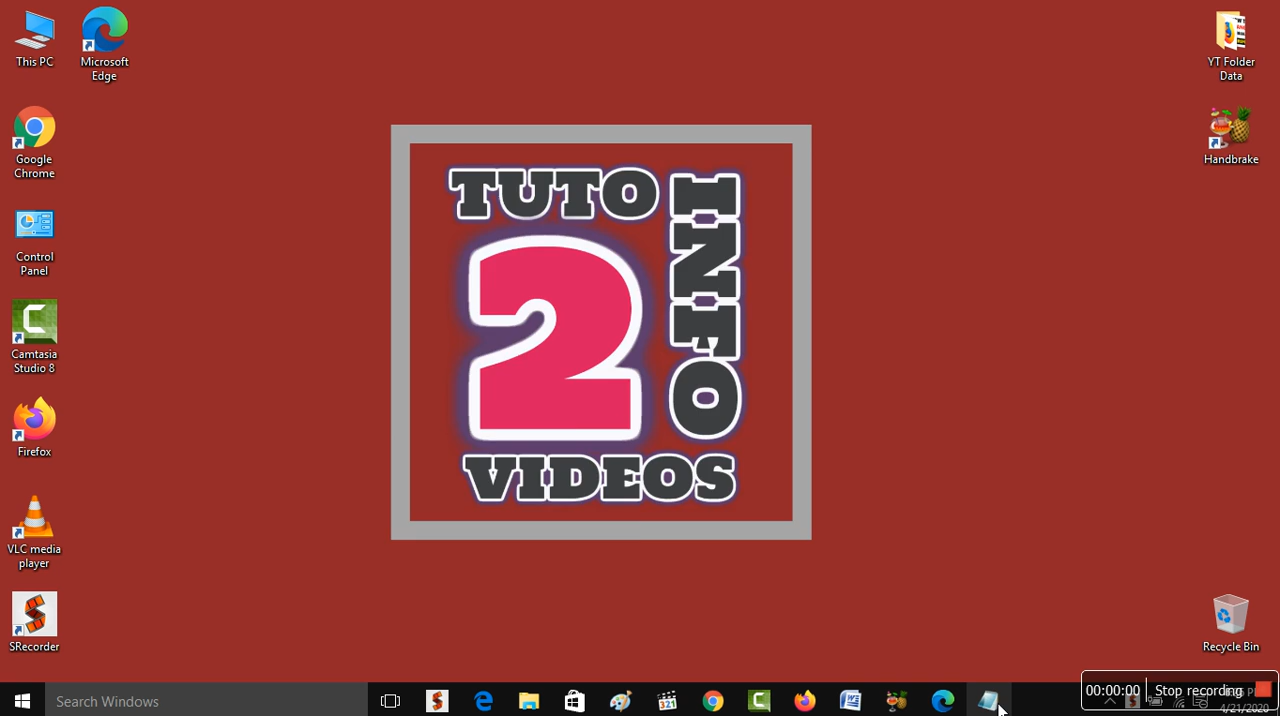 This PC
Microsoft
Edge
Google
Chrome
Control
Panel
Camtasia
Studio 8
Firefox
VLC media
player
SRecorder
TUTO
INFO
2
VIDEOS
YT Folder
Data
Handbrake
Recycle Bin
Search Windows
321
00:00:00
Stop recording
4/21/2020